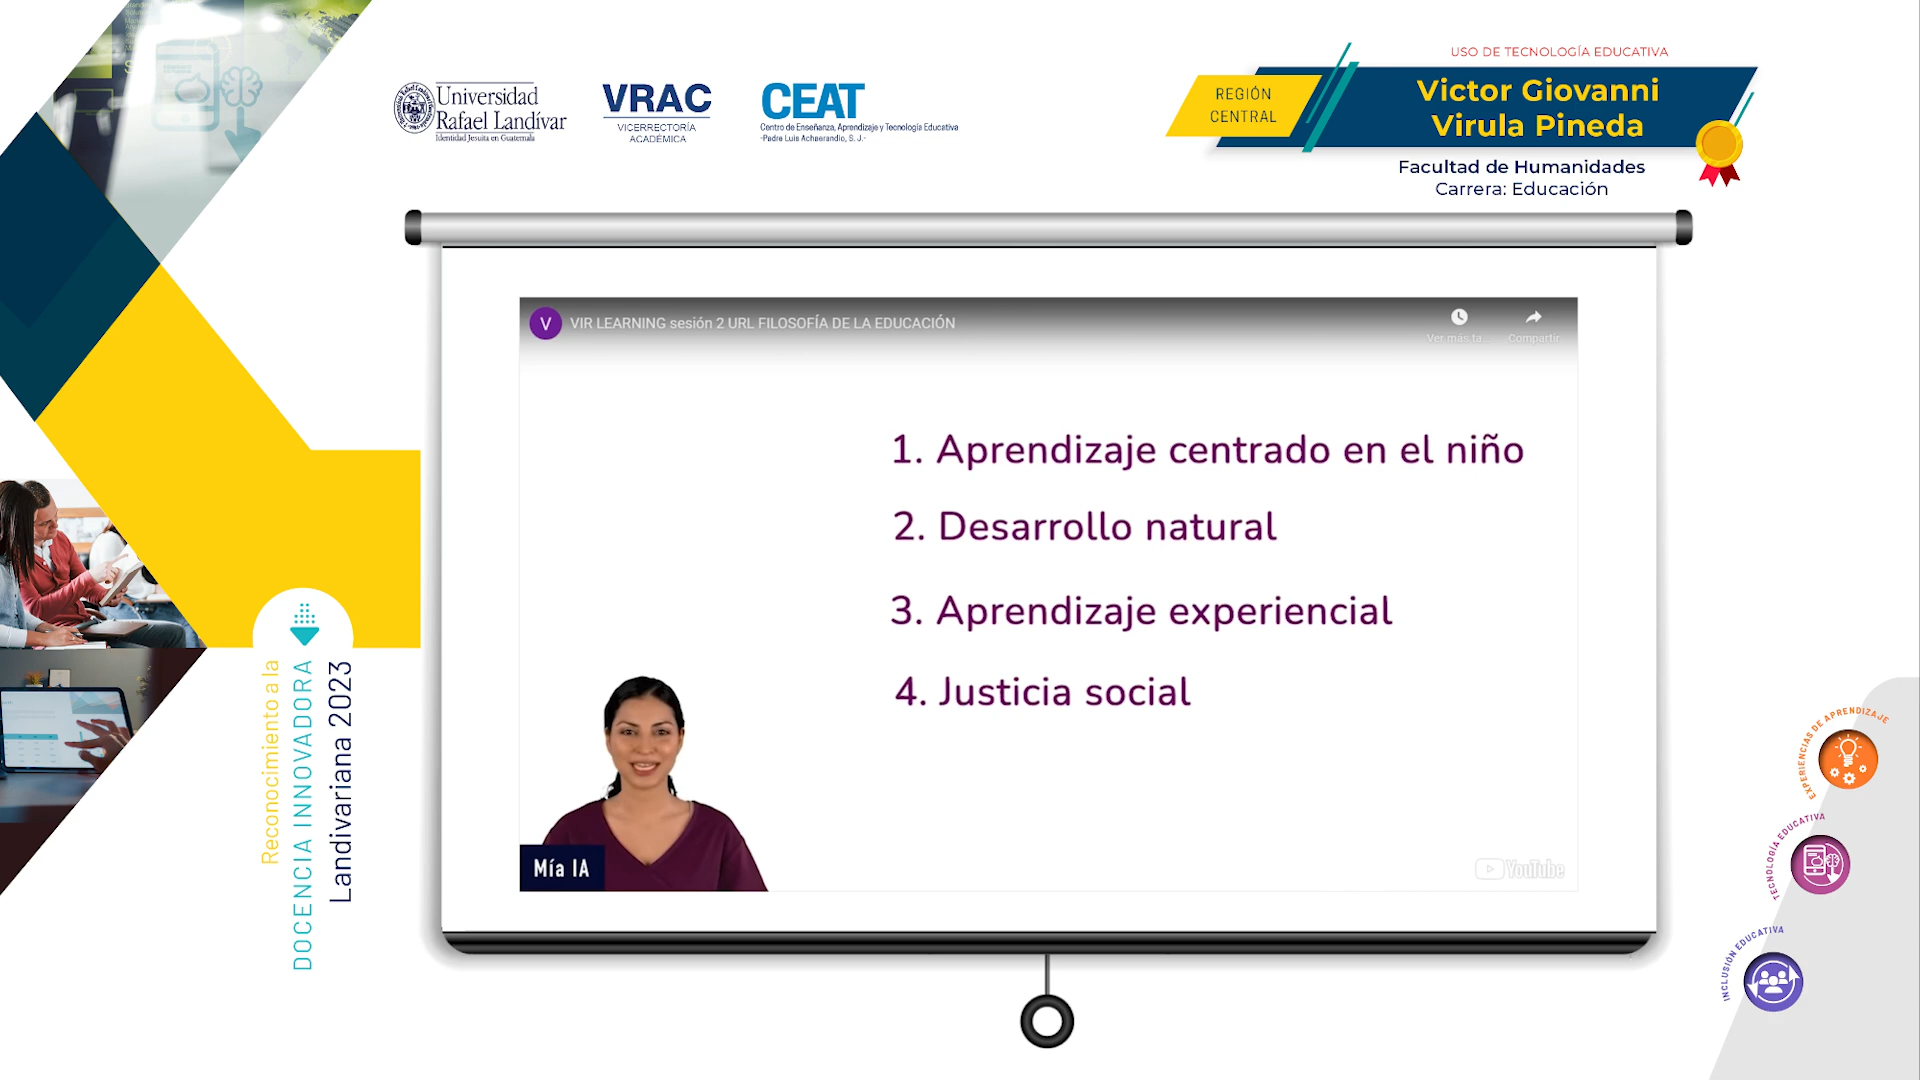 Universidad
Rafael Landívar
Identidad Jesuita en Guatemala
VRAC
VICERRECTORÍA
ACADÉMICA
CEAT
Centro de Enseñanza, Aprendizaje y Tecnología Educativa
-Padre Luis Achaerandio, S. J.-
USO DE TECNOLOGÍA EDUCATIVA
REGIÓN
CENTRAL
Victor Giovanni
Virula Pineda
Facultad de Humanidades
Carrera: Educación
V
VIR LEARNING sesión 2 URL FILOSOFÍA DE LA EDUCACIÓN
Ver más ta...
Compartir
1. Aprendizaje centrado en el niño
2. Desarrollo natural
3. Aprendizaje experiencial
4. Justicia social
Mía IA
YouTube
Reconocimiento a la
DOCENCIA INNOVADORA
Landivariana 2023
EXPERIENCIAS DE APRENDIZAJE
TECNOLOGÍA EDUCATIVA
INCLUSIÓN EDUCATIVA